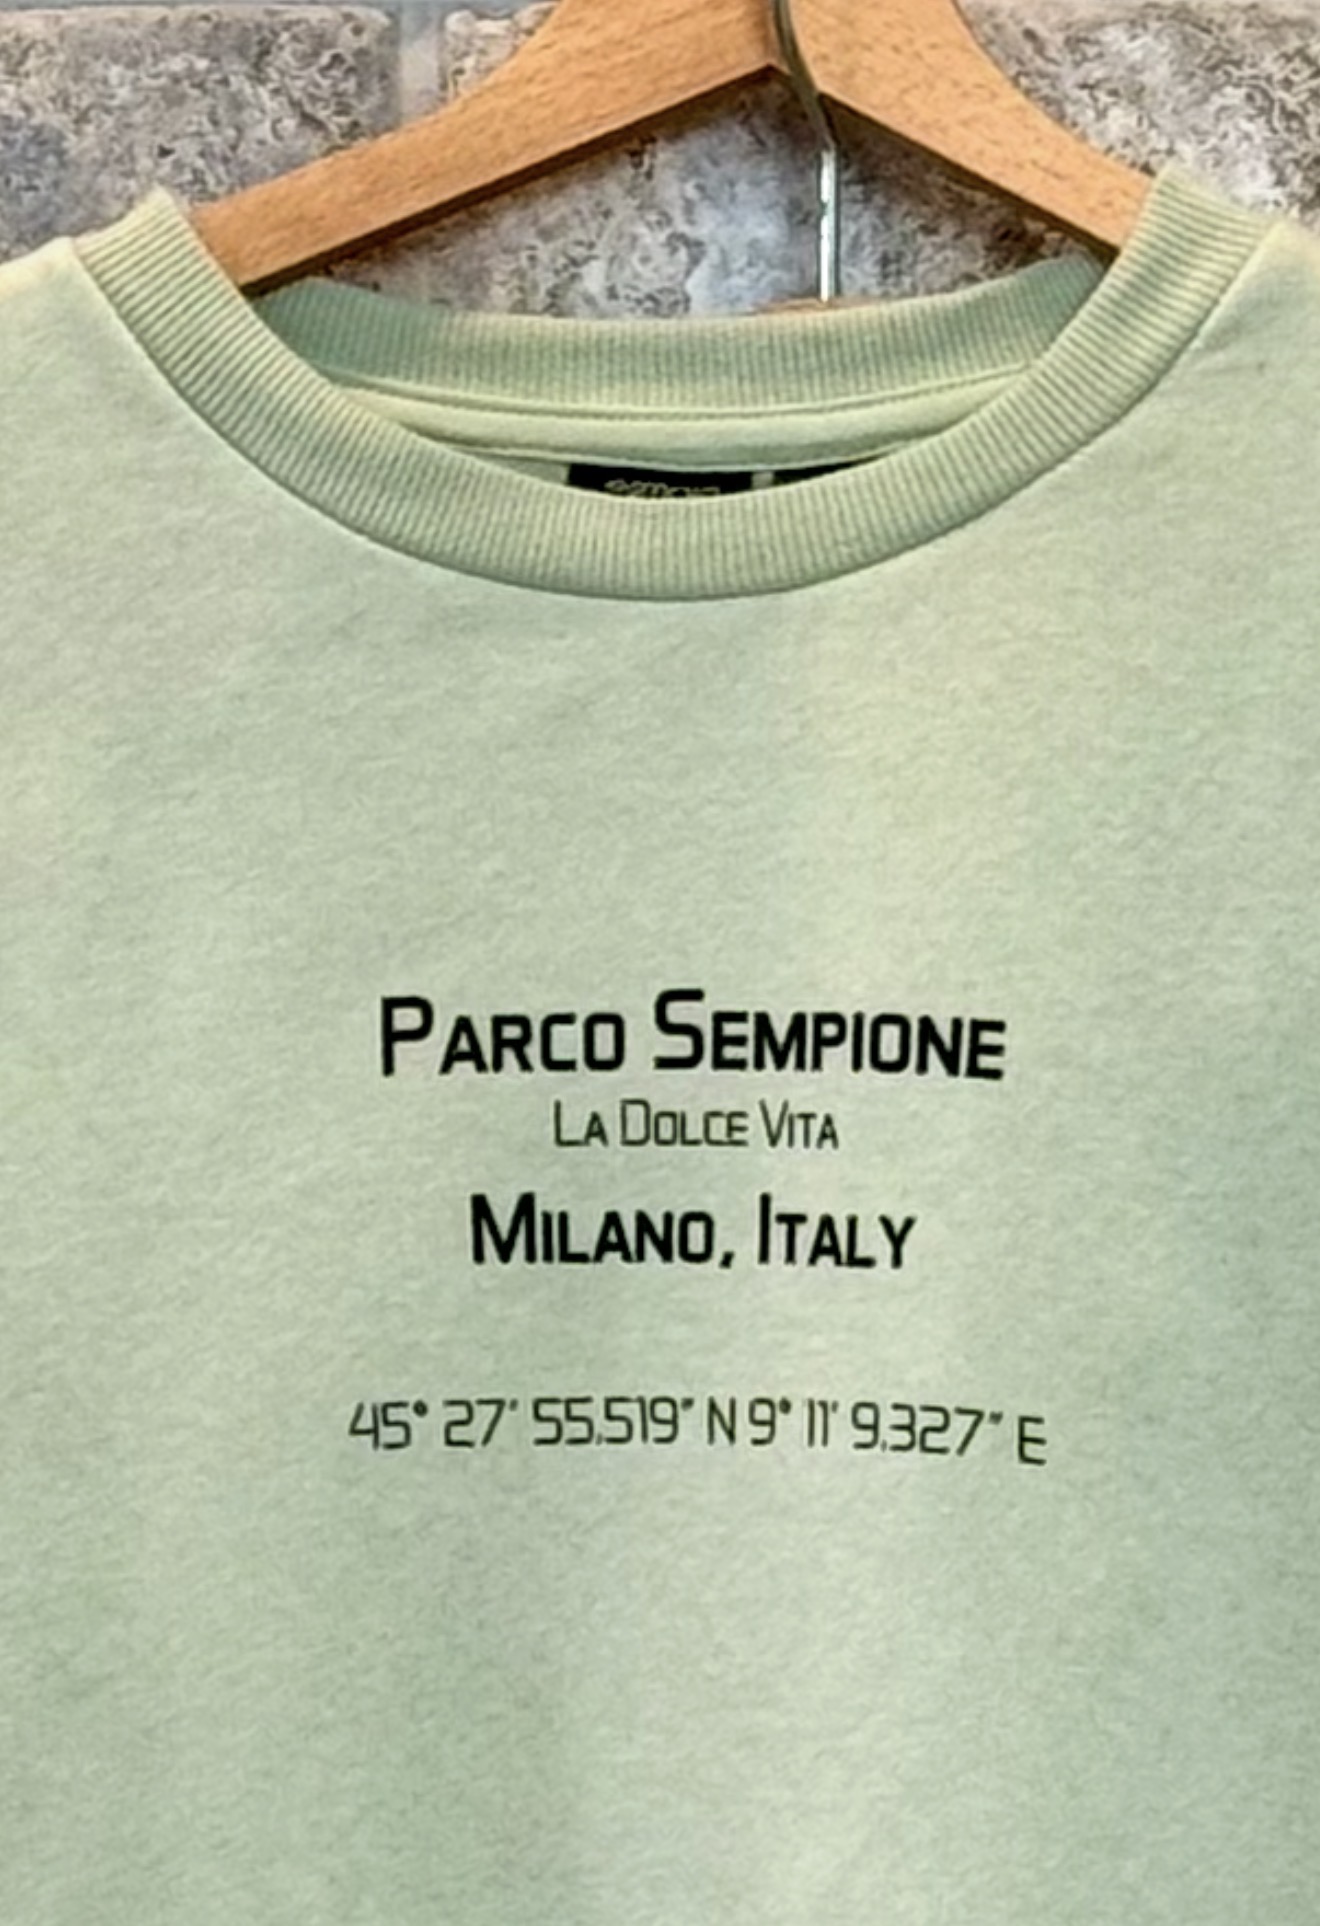 Parco Sempione
La Dolce Vita
Milano, Italy
45° 27' 55,519" N 9° 11' 9,327" E